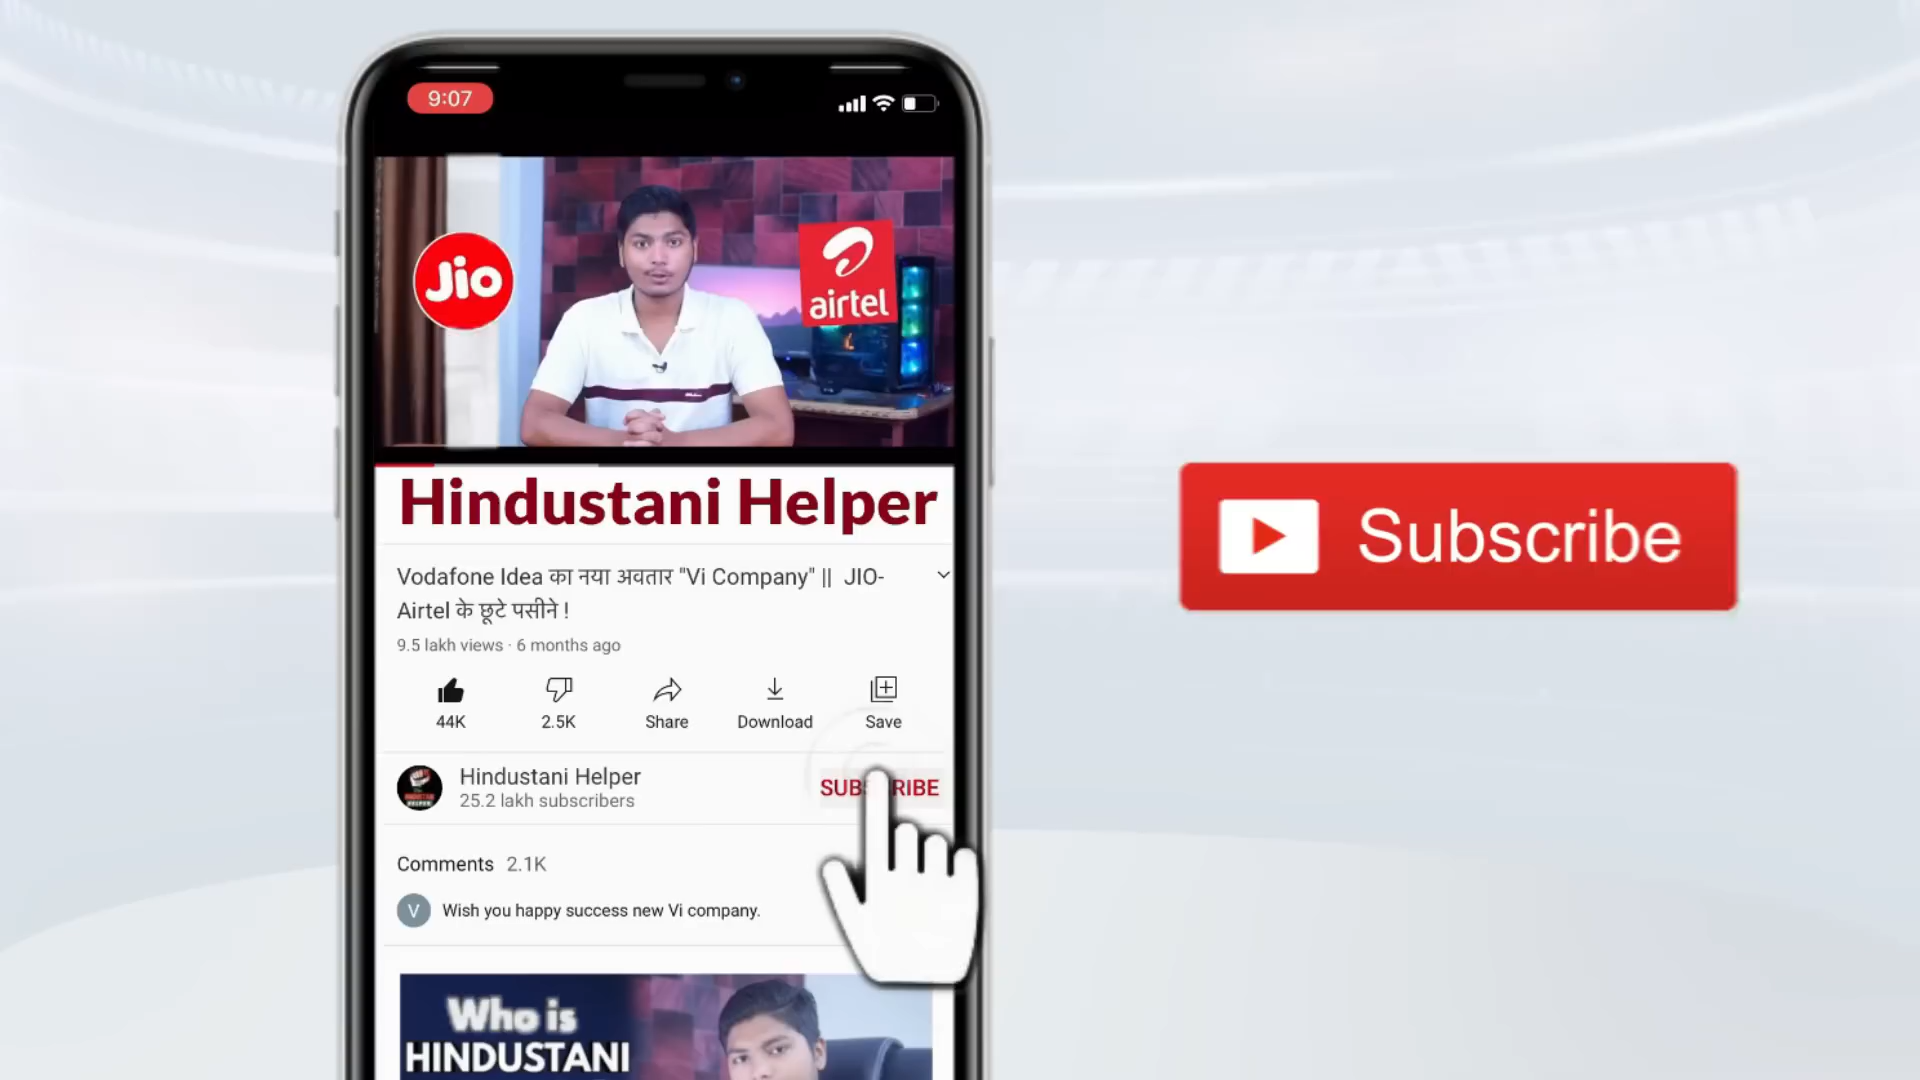 9:07
Jio
airtel
Hindustani Helper
Vodafone Idea का नया अवतार "Vi Company" || JIO-
Airtel के छूटे पसीने !
9.5 lakh views · 6 months ago
44K
2.5K
Share
Download
Save
Hindustani Helper
25.2 lakh subscribers
SUBSCRIBE
Comments 2.1K
V
Wish you happy success new Vi company.
Who is
HINDUSTANI
Subscribe